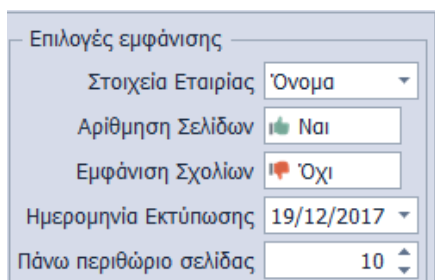 Επιλογές εμφάνισης
Στοιχεία Εταιρίας Όνομα
Αρίθμηση Σελίδων Ναι
Εμφάνιση Σχολίων Όχι
Ημερομηνία Εκτύπωσης 19/12/2017
Πάνω περιθώριο σελίδας 10